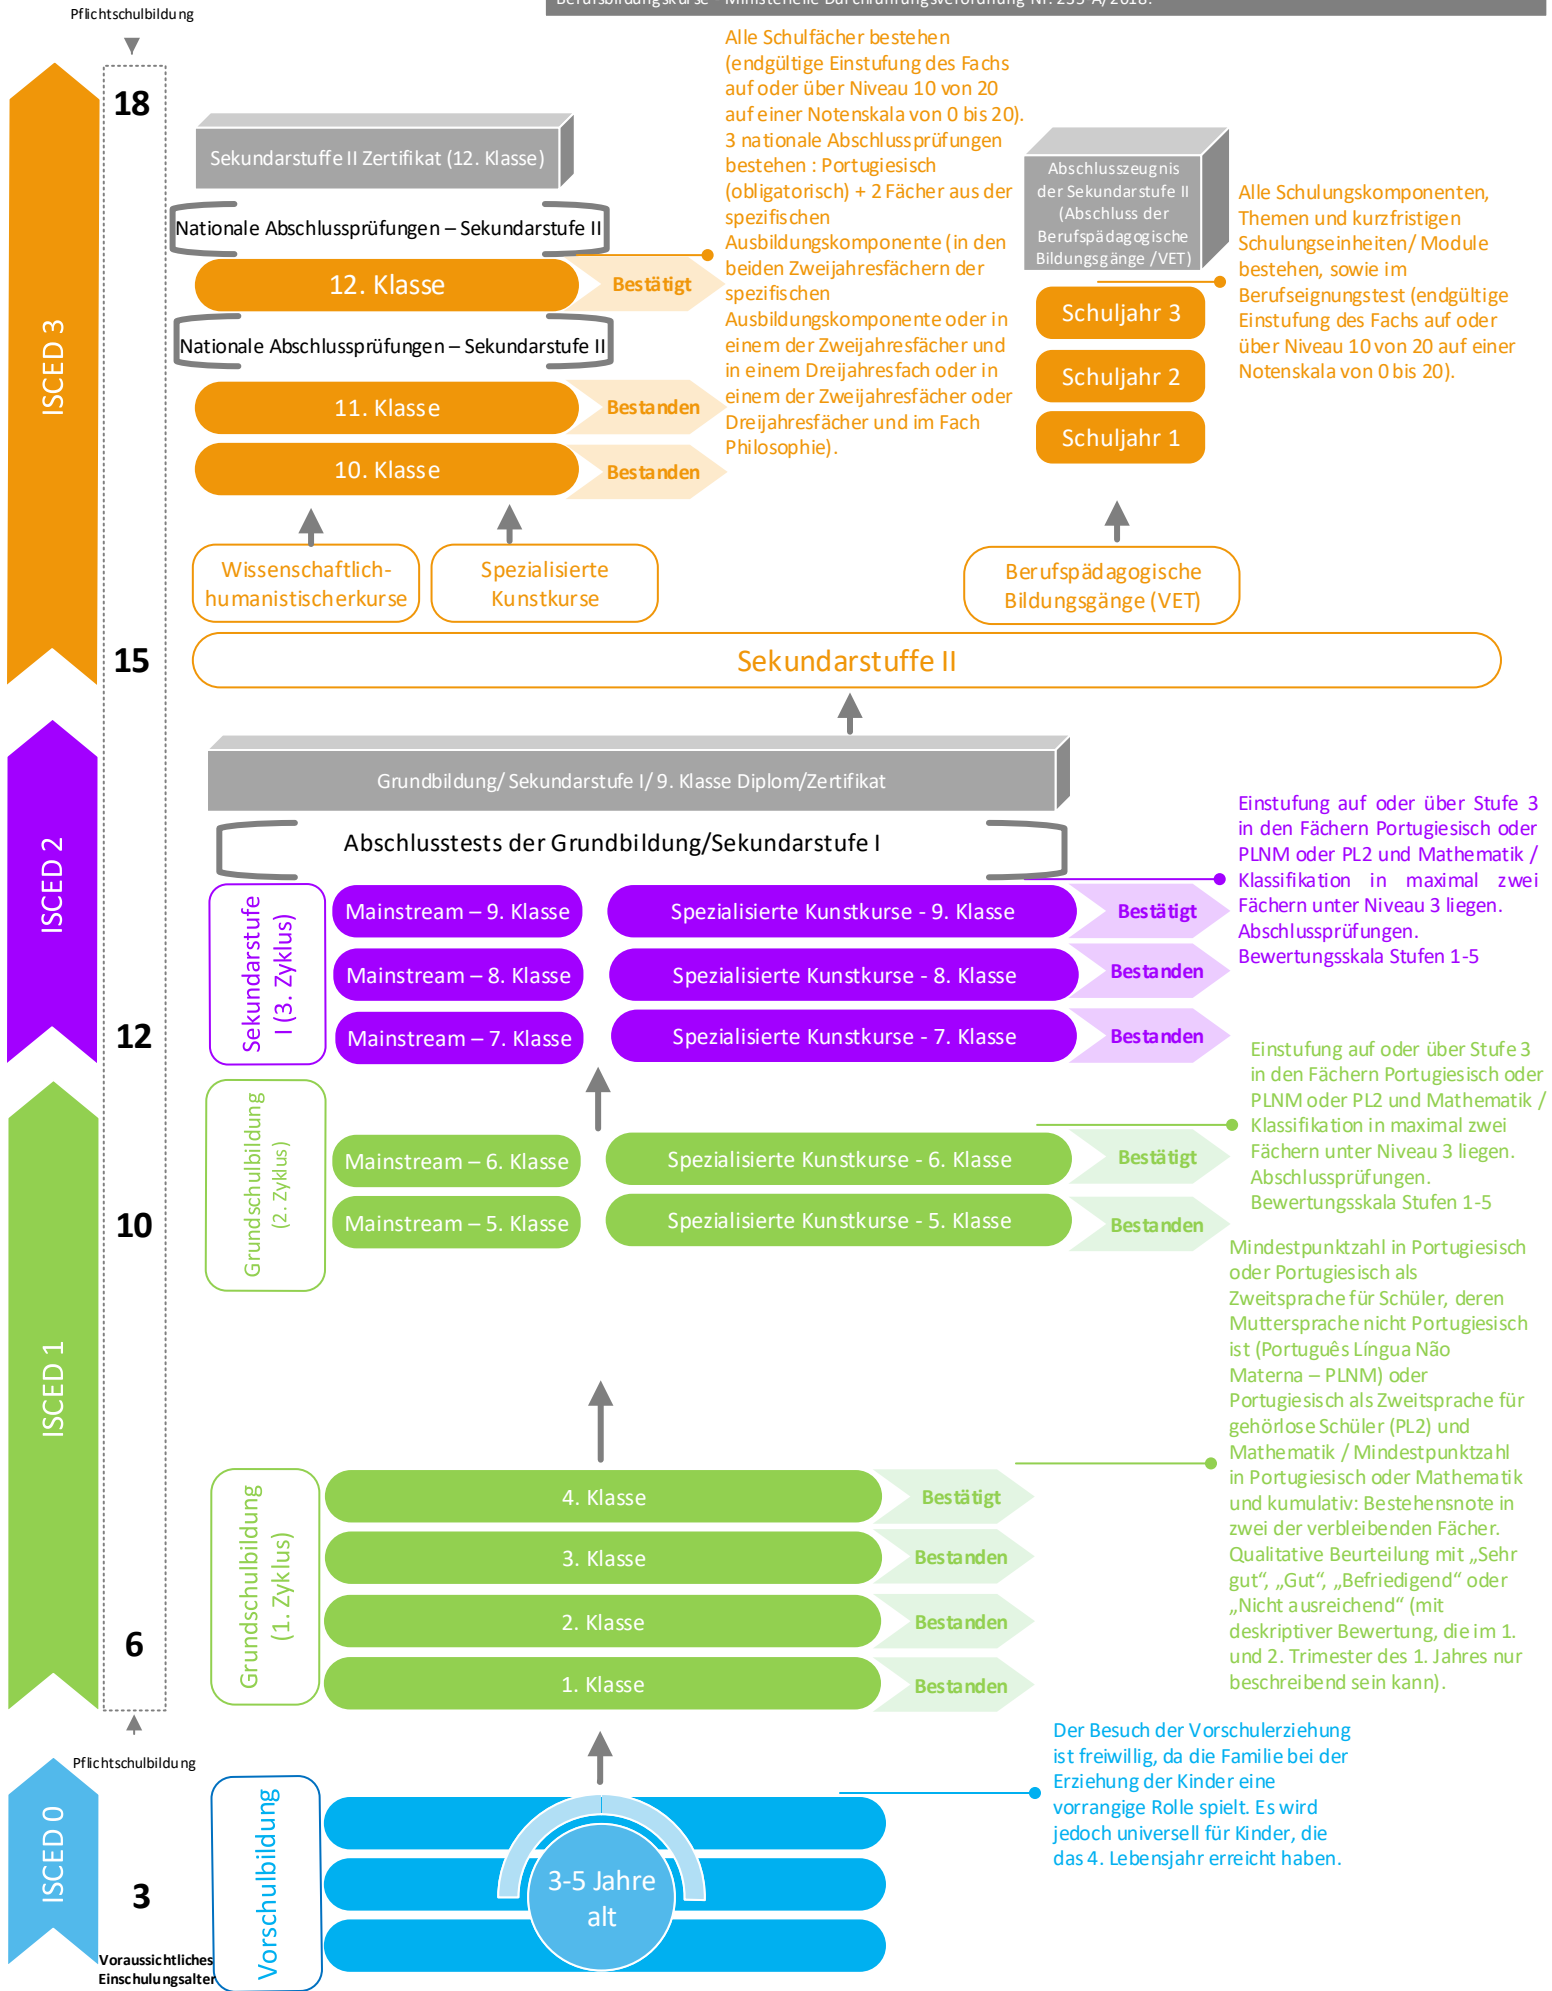 Berufsbildungskurse – Ministerielle Durchführungsverordnung Nr. 235-A/2018.
Pflichtschulbildung
18
15
12
10
6
3
Voraussichtliches
Einschulungsalter
Pflichtschulbildung
ISCED 3
ISCED 2
ISCED 1
ISCED 0
Sekundarstuffe II Zertifikat (12. Klasse)
Nationale Abschlussprüfungen – Sekundarstufe II
12. Klasse
Bestätigt
Nationale Abschlussprüfungen – Sekundarstufe II
11. Klasse
Bestanden
10. Klasse
Bestanden
Alle Schulfächer bestehen
(endgültige Einstufung des Fachs
auf oder über Niveau 10 von 20
auf einer Notenskala von 0 bis 20).
3 nationale Abschlussprüfungen
bestehen : Portugiesisch
(obligatorisch) + 2 Fächer aus der
spezifischen
Ausbildungskomponente (in den
beiden Zweijahresfächern der
spezifischen
Ausbildungskomponente oder in
einem der Zweijahresfächer und
in einem Dreijahresfach oder in
einem der Zweijahresfächer oder
Dreijahresfächer und im Fach
Philosophie).
Abschlusszeugnis
der Sekundarstufe II
(Abschluss der
Berufspädagogische
Bildungsgänge /VET)
Schuljahr 3
Schuljahr 2
Schuljahr 1
Alle Schulungskomponenten,
Themen und kurzfristigen
Schulungseinheiten/ Module
bestehen, sowie im
Berufseignungstest (endgültige
Einstufung des Fachs auf oder
über Niveau 10 von 20 auf einer
Notenskala von 0 bis 20).
Wissenschaftlich-
humanistischerkurse
Spezialisierte
Kunstkurse
Berufspädagogische
Bildungsgänge (VET)
Sekundarstuffe II
Grundbildung/ Sekundarstufe I/ 9. Klasse Diplom/Zertifikat
Abschlusstests der Grundbildung/Sekundarstufe I
Sekundarstufe
I (3. Zyklus)
Mainstream – 9. Klasse
Spezialisierte Kunstkurse - 9. Klasse
Bestätigt
Mainstream – 8. Klasse
Spezialisierte Kunstkurse - 8. Klasse
Bestanden
Mainstream – 7. Klasse
Spezialisierte Kunstkurse - 7. Klasse
Bestanden
Einstufung auf oder über Stufe 3
in den Fächern Portugiesisch oder
PLNM oder PL2 und Mathematik /
Klassifikation in maximal zwei
Fächern unter Niveau 3 liegen.
Abschlussprüfungen.
Bewertungsskala Stufen 1-5
Grundschulbildung
(2. Zyklus)
Mainstream – 6. Klasse
Spezialisierte Kunstkurse - 6. Klasse
Bestätigt
Mainstream – 5. Klasse
Spezialisierte Kunstkurse - 5. Klasse
Bestanden
Einstufung auf oder über Stufe 3
in den Fächern Portugiesisch oder
PLNM oder PL2 und Mathematik /
Klassifikation in maximal zwei
Fächern unter Niveau 3 liegen.
Abschlussprüfungen.
Bewertungsskala Stufen 1-5
Grundschulbildung
(1. Zyklus)
4. Klasse
Bestätigt
3. Klasse
Bestanden
2. Klasse
Bestanden
1. Klasse
Bestanden
Mindestpunktzahl in Portugiesisch
oder Portugiesisch als
Zweitsprache für Schüler, deren
Muttersprache nicht Portugiesisch
ist (Português Língua Não
Materna – PLNM) oder
Portugiesisch als Zweitsprache für
gehörlose Schüler (PL2) und
Mathematik / Mindestpunktzahl
in Portugiesisch oder Mathematik
und kumulativ: Bestehensnote in
zwei der verbleibenden Fächer.
Qualitative Beurteilung mit „Sehr
gut“, „Gut“, „Befriedigend“ oder
„Nicht ausreichend“ (mit
deskriptiver Bewertung, die im 1.
und 2. Trimester des 1. Jahres nur
beschreibend sein kann).
Vorschulbildung
3-5 Jahre
alt
Der Besuch der Vorschulerziehung
ist freiwillig, da die Familie bei der
Erziehung der Kinder eine
vorrangige Rolle spielt. Es wird
jedoch universell für Kinder, die
das 4. Lebensjahr erreicht haben.